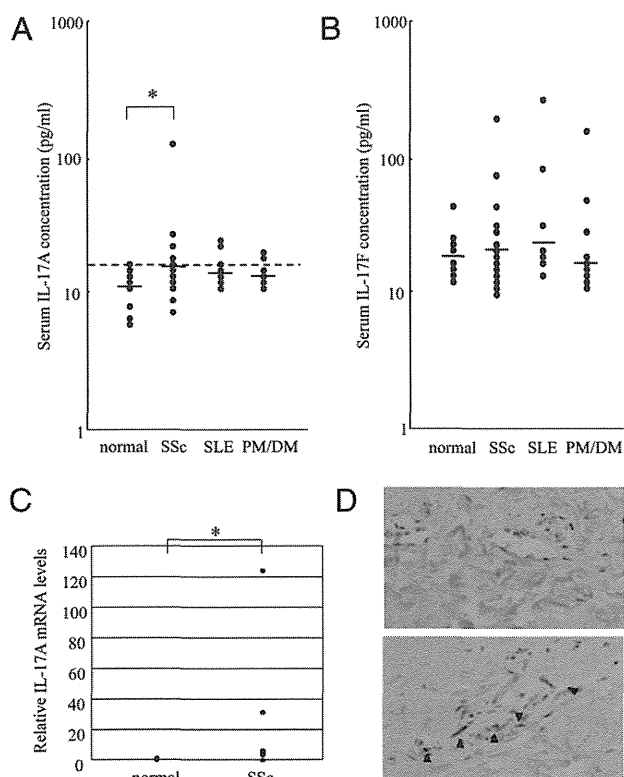 A
1000
*
100
10
1
Serum IL-17A concentration (pg/ml)
normal SSc SLE PM/DM
B
1000
100
10
1
Serum IL-17F concentration (pg/ml)
normal SSc SLE PM/DM
C
*
140
120
100
80
60
40
20
0
Relative IL-17A mRNA levels
normal SSc
D